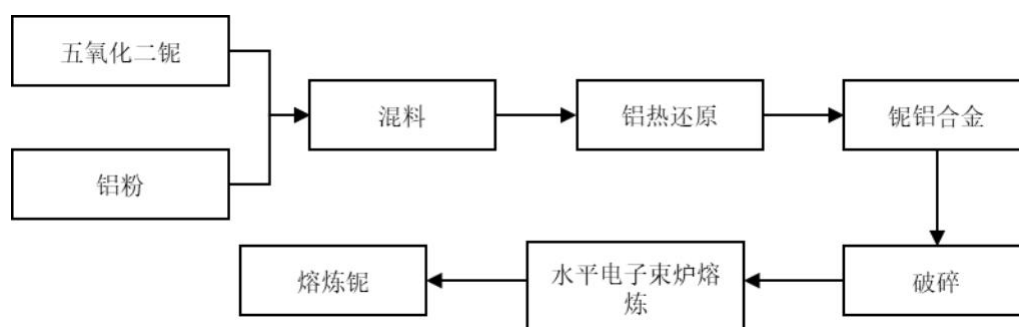 五氧化二铌
铝粉
混料
铝热还原
铌铝合金
破碎
水平电子束炉熔
炼
熔炼铌